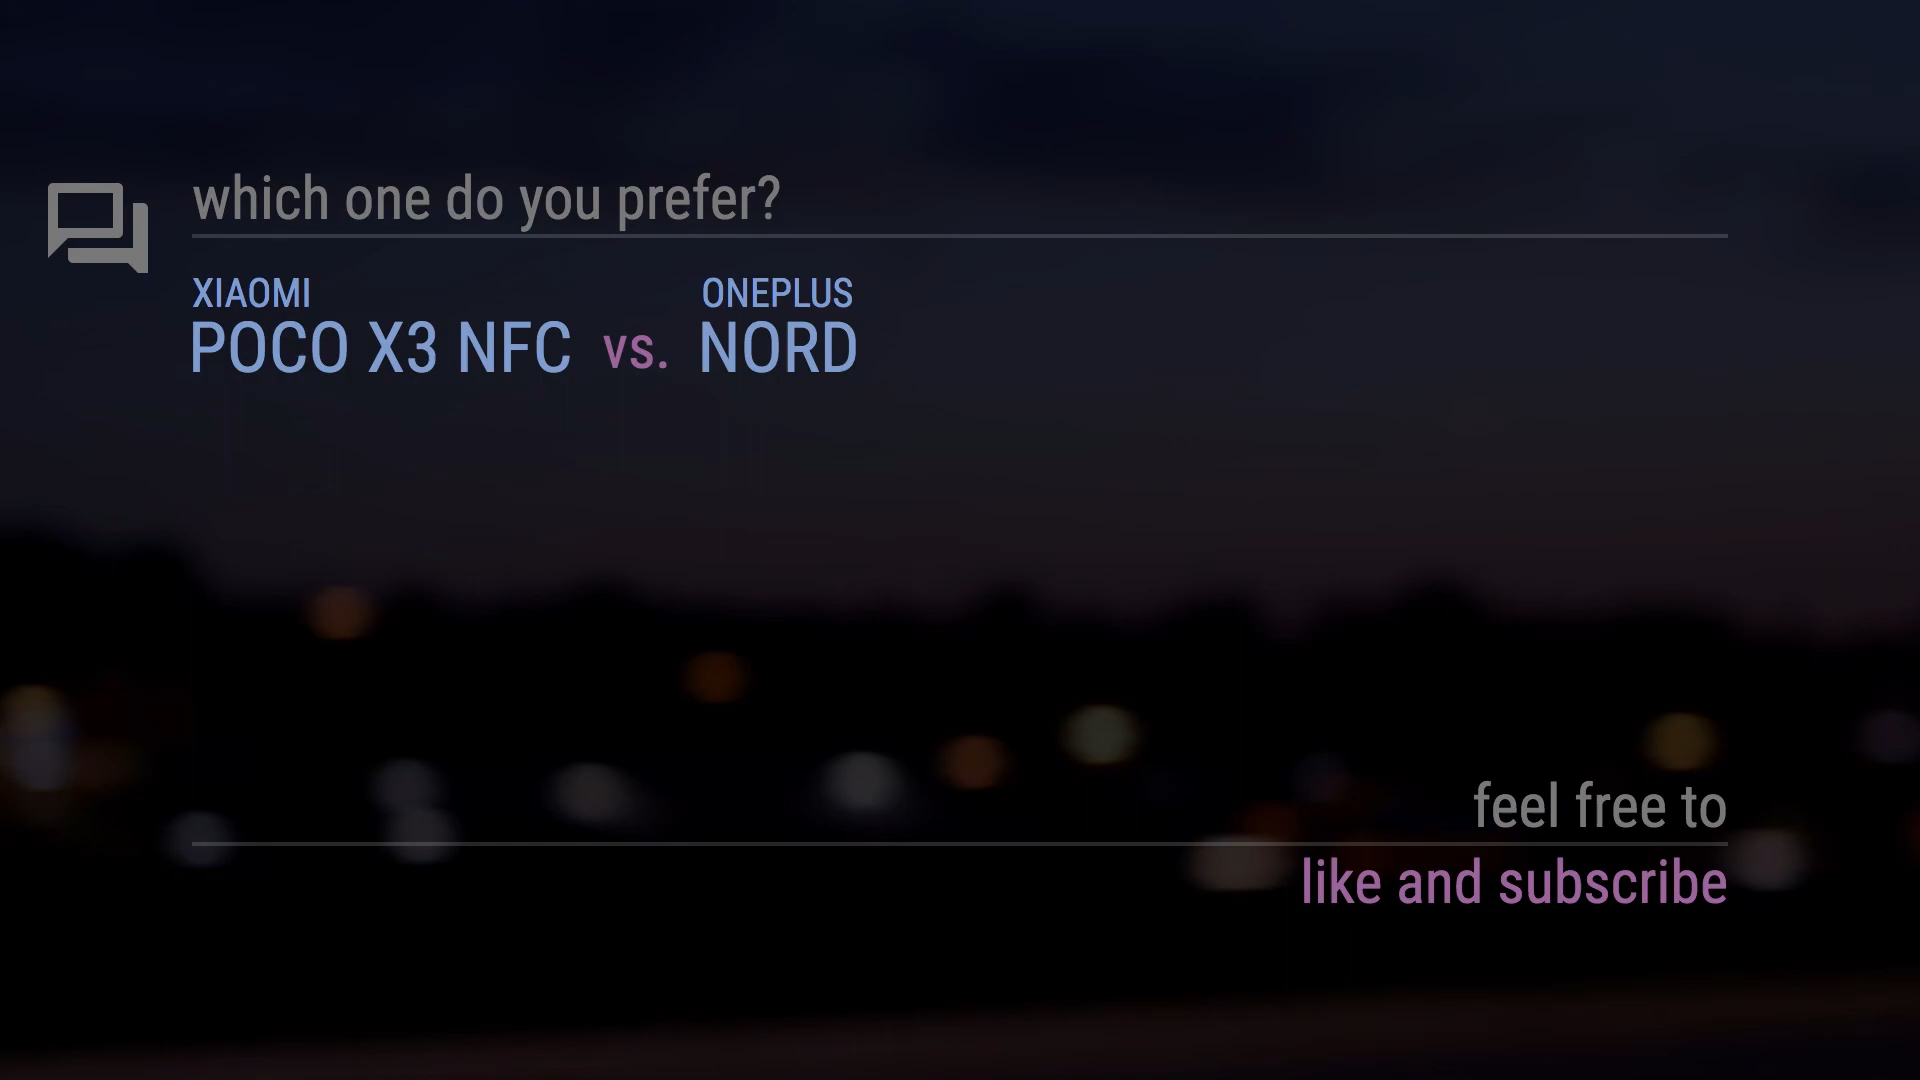 which one do you prefer?
XIAOMI
POCO X3 NFC vs.
ONEPLUS
NORD
feel free to
like and subscribe